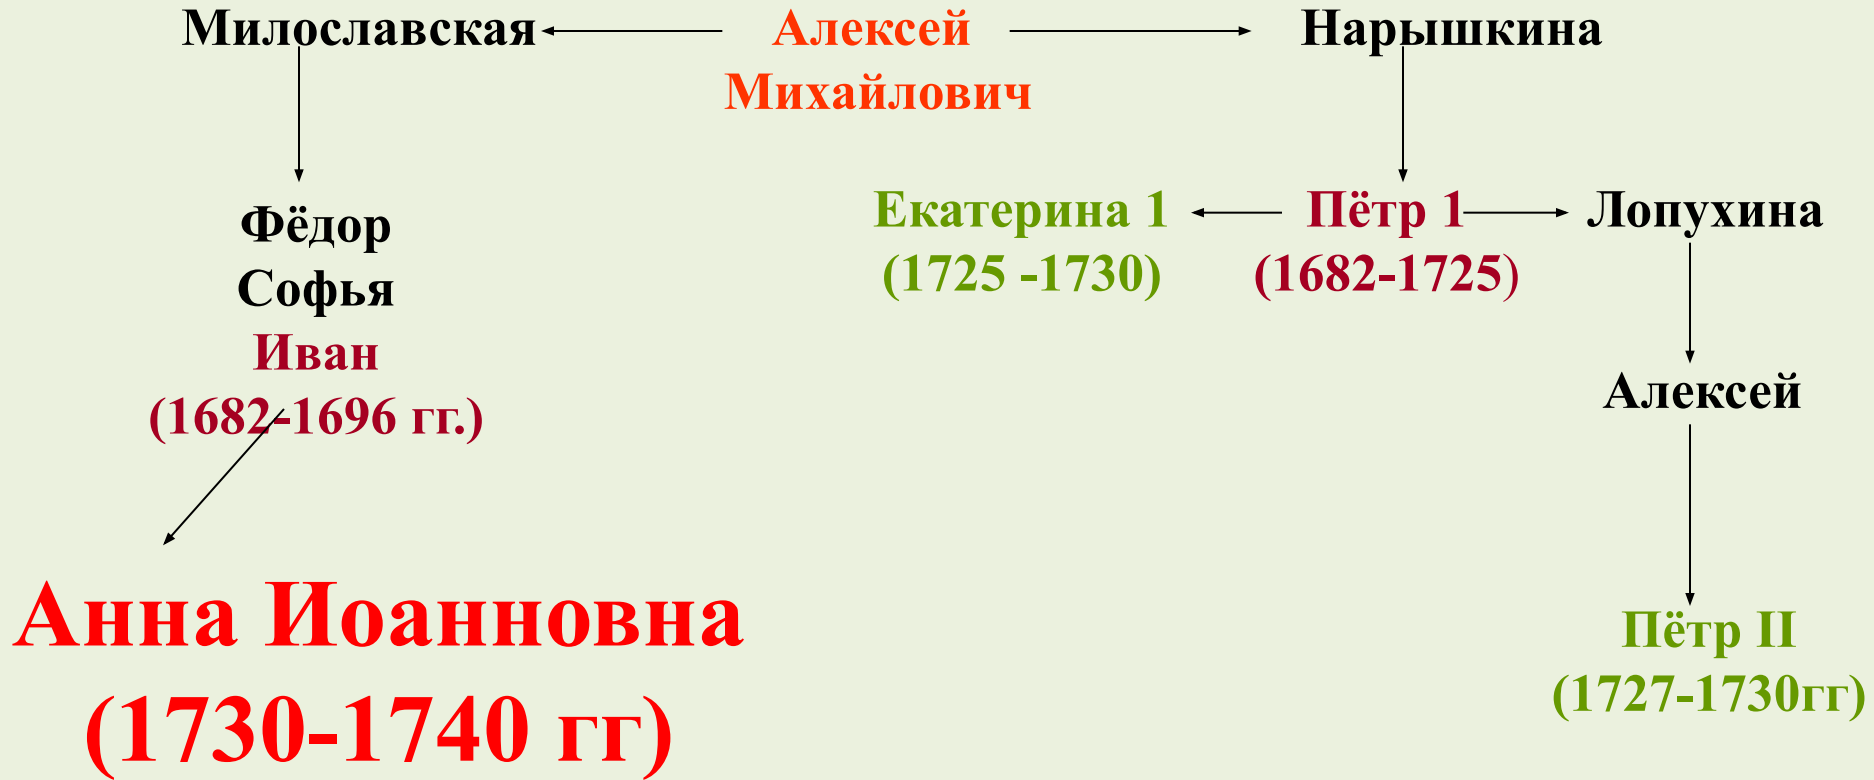 Милославская
Алексей
Михайлович
Нарышкина
Фёдор
Софья
Иван
(1682-1696 гг.)
Екатерина 1
(1725 -1730)
Пётр 1
(1682-1725)
Лопухина
Алексей
Анна Иоанновна
(1730-1740 гг)
Пётр II
(1727-1730гг)